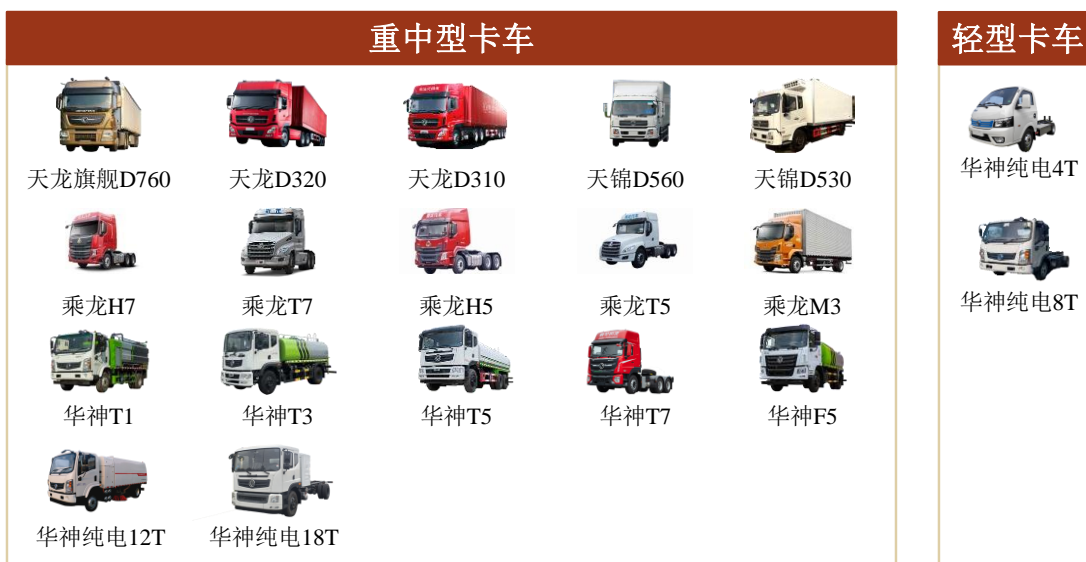 重中型卡车
天龙旗舰D760
天龙D320
天龙D310
天锦D560
天锦D530
乘龙H7
乘龙T7
乘龙H5
乘龙T5
乘龙M3
华神T1
华神T3
华神T5
华神T7
华神F5
华神纯电12T
华神纯电18T
轻型卡车
华神纯电4T
华神纯电8T